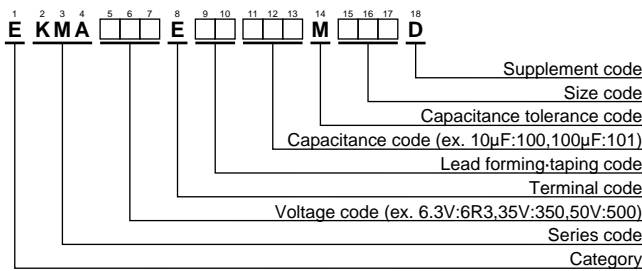 1 2 3 4 5 6 7 8 9 10 11 12 13 14 15 16 17 18
E KMA E M D
Supplement code
Size code
Capacitance tolerance code
Capacitance code (ex. 10µF:100,100µF:101)
Lead forming·taping code
Terminal code
Voltage code (ex. 6.3V:6R3,35V:350,50V:500)
Series code
Category